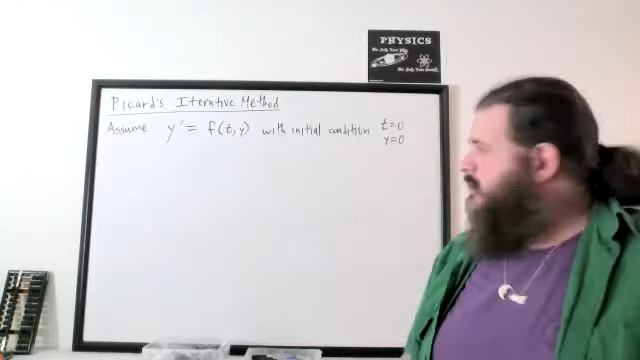 PHYSICS
Picard's Iterative Method
Assume y' = f(t,y) with initial condition t=0
y=0